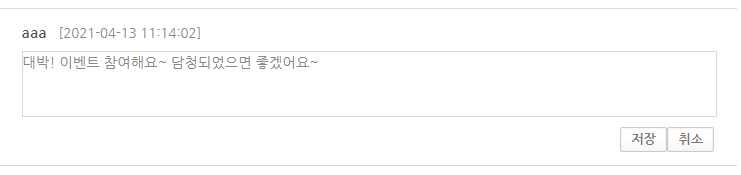 aaa [2021-04-13 11:14:02]
대박! 이벤트 참여해요~ 담청되었으면 좋겠어요~
저장 취소